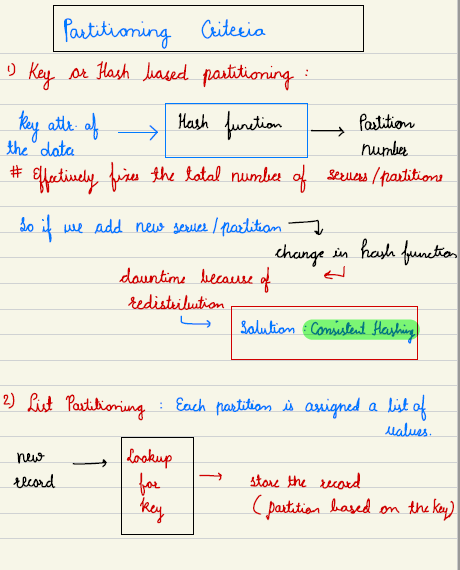 Partitioning Criteria
1) Key or Hash based partitioning :
key attr. of the data → Hash function → Partition number
# Effectively fixes the total number of servers/partitions
So if we add new server/partition
change in hash function
downtime because of
redistribution
Solution : Consistent Hashing
2) List Partitioning : Each partition is assigned a list of
values.
new record → Lookup for key → store the record
(partition based on the key)